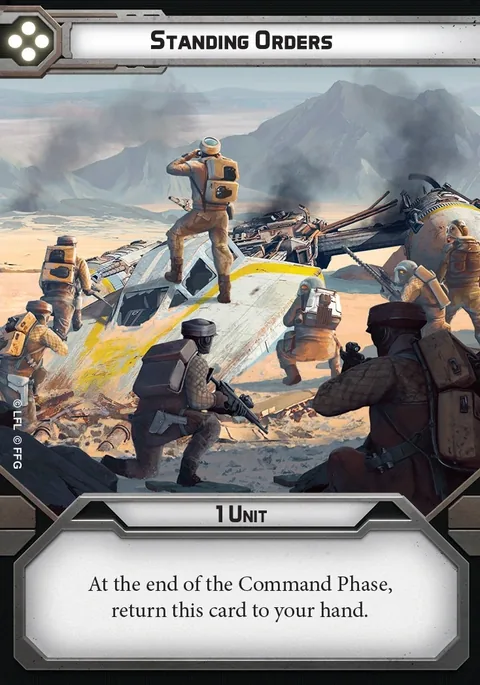 Standing Orders
© LFL © FFG
1 Unit
At the end of the Command Phase,
return this card to your hand.